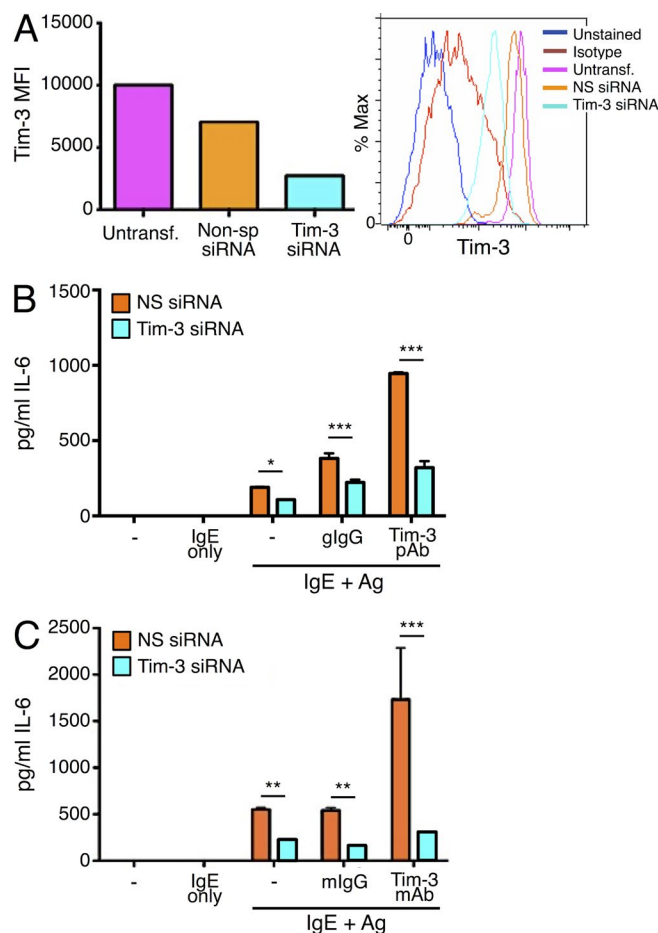 A
15000
10000
5000
0
Tim-3 MFI
Untransf.
Non-sp
siRNA
Tim-3
siRNA
% Max
0
0
Tim-3
Unstained
Isotype
Untransf.
NS siRNA
Tim-3 siRNA
B
1500
1000
500
0
pg/ml IL-6
NS siRNA
Tim-3 siRNA
*
***
***
-
IgE
only
-
gIgG
Tim-3
pAb
IgE + Ag
C
2500
2000
1500
1000
500
0
pg/ml IL-6
NS siRNA
Tim-3 siRNA
**
**
***
-
IgE
only
-
mIgG
Tim-3
mAb
IgE + Ag